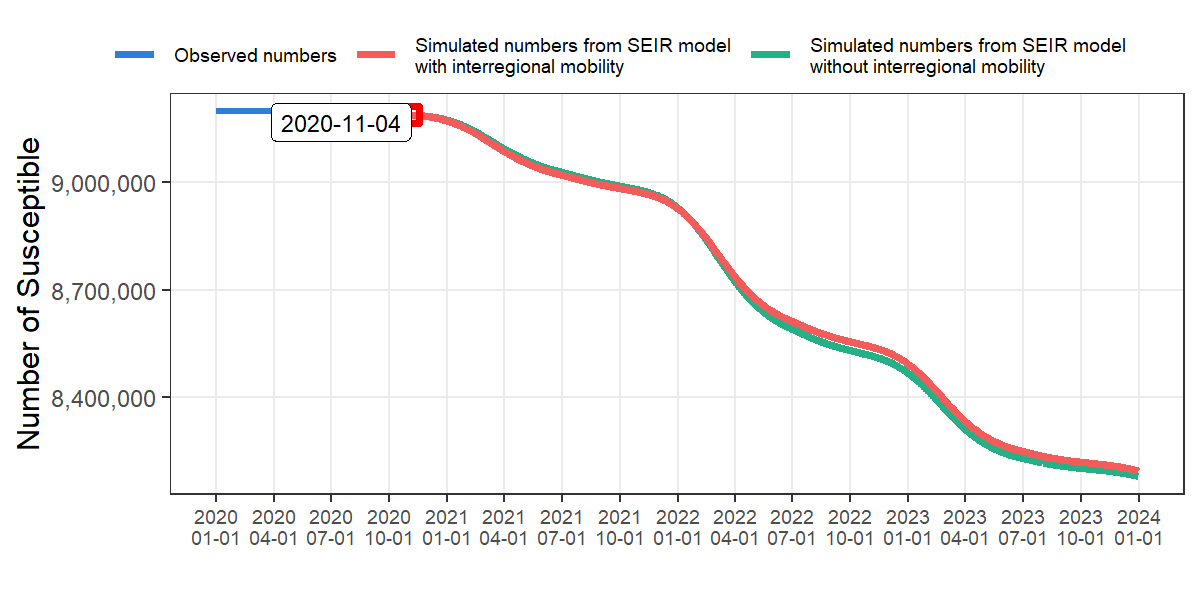 Observed numbers
Simulated numbers from SEIR model
with interregional mobility
Simulated numbers from SEIR model
without interregional mobility
Number of Susceptible
9,000,000
8,700,000
8,400,000
2020-11-04
2020 2020 2020 2020 2021 2021 2021 2021 2022 2022 2022 2022 2023 2023 2023 2023 2024
01-01 04-01 07-01 10-01 01-01 04-01 07-01 10-01 01-01 04-01 07-01 10-01 01-01 04-01 07-01 10-01 01-01